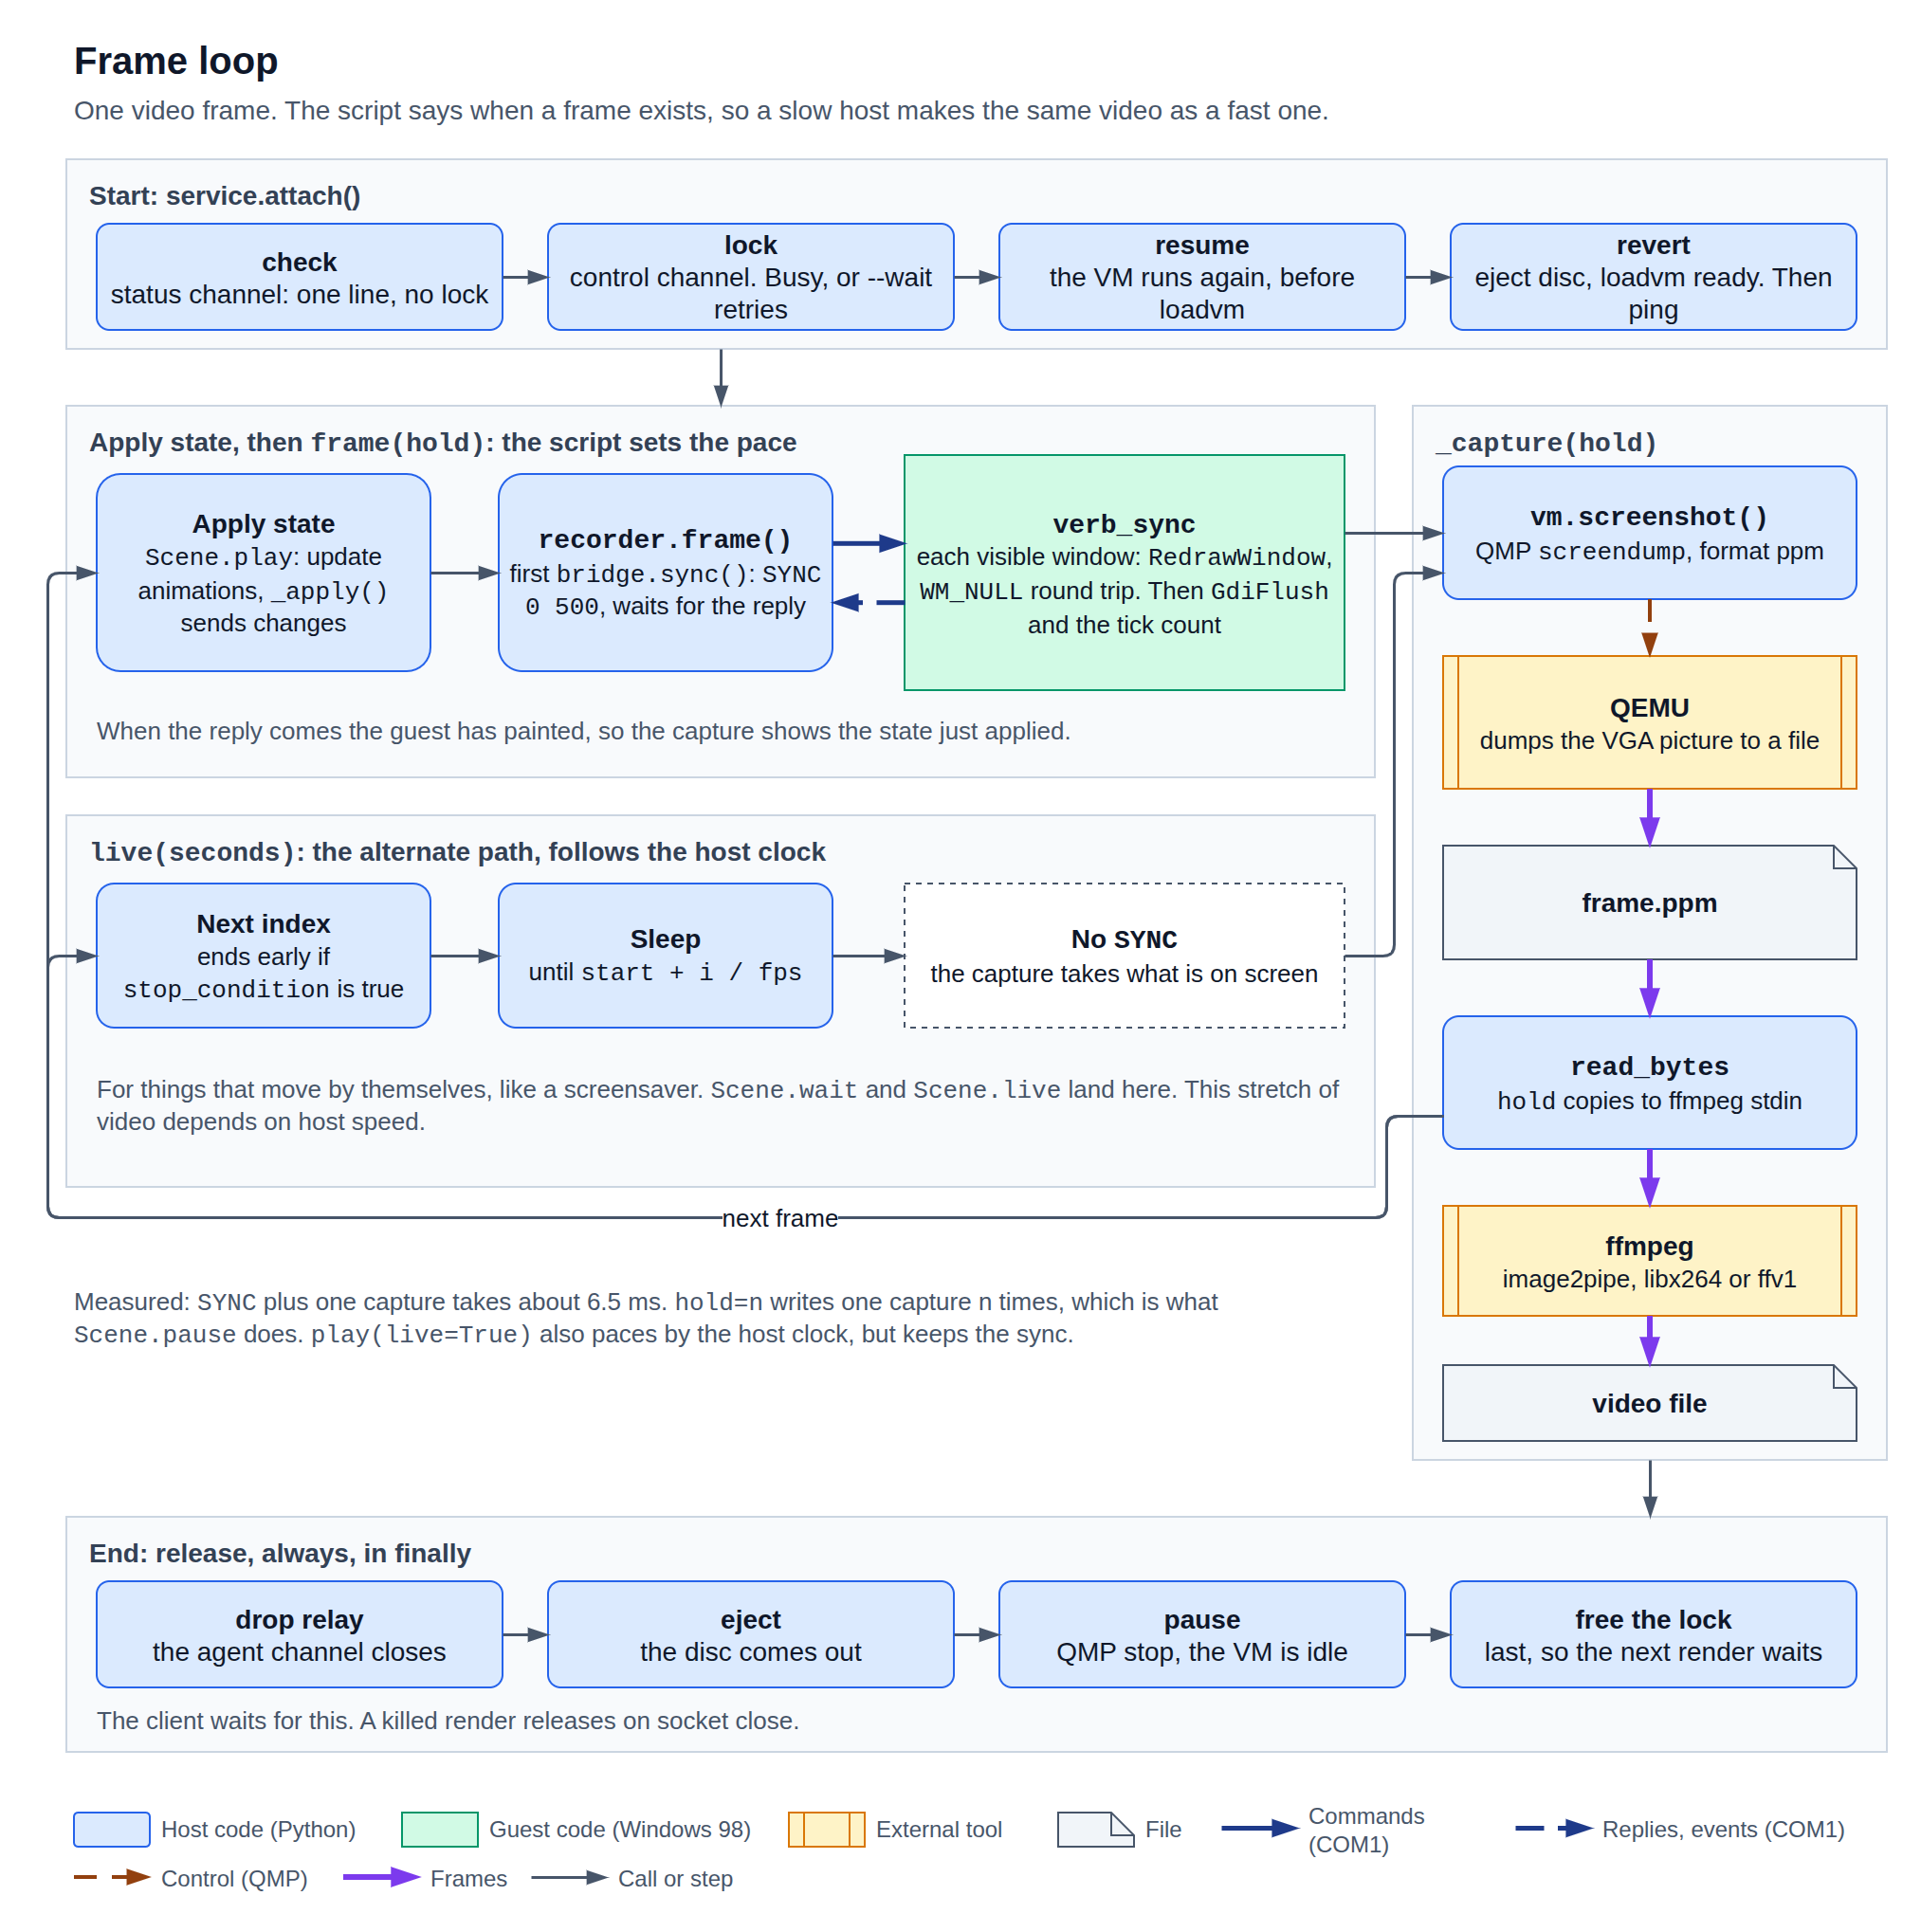 Frame loop
One video frame. The script says when a frame exists, so a slow host makes the same video as a fast one.
Start: service.attach()
check
status channel: one line, no lock
lock
control channel. Busy, or --wait
retries
resume
the VM runs again, before
loadvm
revert
eject disc, loadvm ready. Then
ping
Apply state, then frame(hold): the script sets the pace
Apply state
Scene.play: update
animations, _apply()
sends changes
recorder.frame()
first bridge.sync(): SYNC
0 500, waits for the reply
verb_sync
each visible window: RedrawWindow,
WM_NULL round trip. Then GdiFlush
and the tick count
When the reply comes the guest has painted, so the capture shows the state just applied.
_capture(hold)
vm.screenshot()
QMP screendump, format ppm
QEMU
dumps the VGA picture to a file
frame.ppm
read_bytes
hold copies to ffmpeg stdin
ffmpeg
image2pipe, libx264 or ffv1
video file
live(seconds): the alternate path, follows the host clock
Next index
ends early if
stop_condition is true
Sleep
until start + i / fps
No SYNC
the capture takes what is on screen
For things that move by themselves, like a screensaver. Scene.wait and Scene.live land here. This stretch of
video depends on host speed.
next frame
Measured: SYNC plus one capture takes about 6.5 ms. hold=n writes one capture n times, which is what
Scene.pause does. play(live=True) also paces by the host clock, but keeps the sync.
End: release, always, in finally
drop relay
the agent channel closes
eject
the disc comes out
pause
QMP stop, the VM is idle
free the lock
last, so the next render waits
The client waits for this. A killed render releases on socket close.
Host code (Python)
Guest code (Windows 98)
External tool
File
Commands
(COM1)
Replies, events (COM1)
Control (QMP)
Frames
Call or step